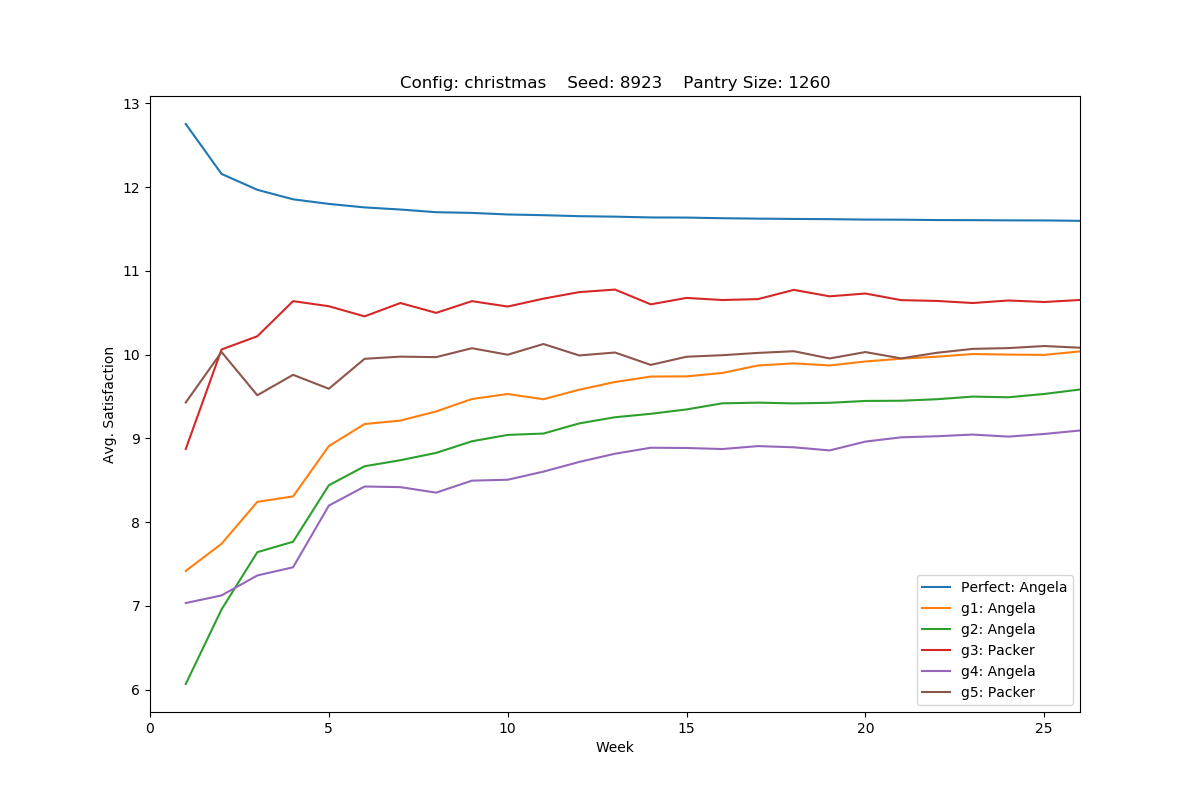 Config: christmas    Seed: 8923    Pantry Size: 1260
13
12
11
10
9
8
7
6
Avg. Satisfaction
0 5 10 15 20 25
Week
Perfect: Angela
g1: Angela
g2: Angela
g3: Packer
g4: Angela
g5: Packer